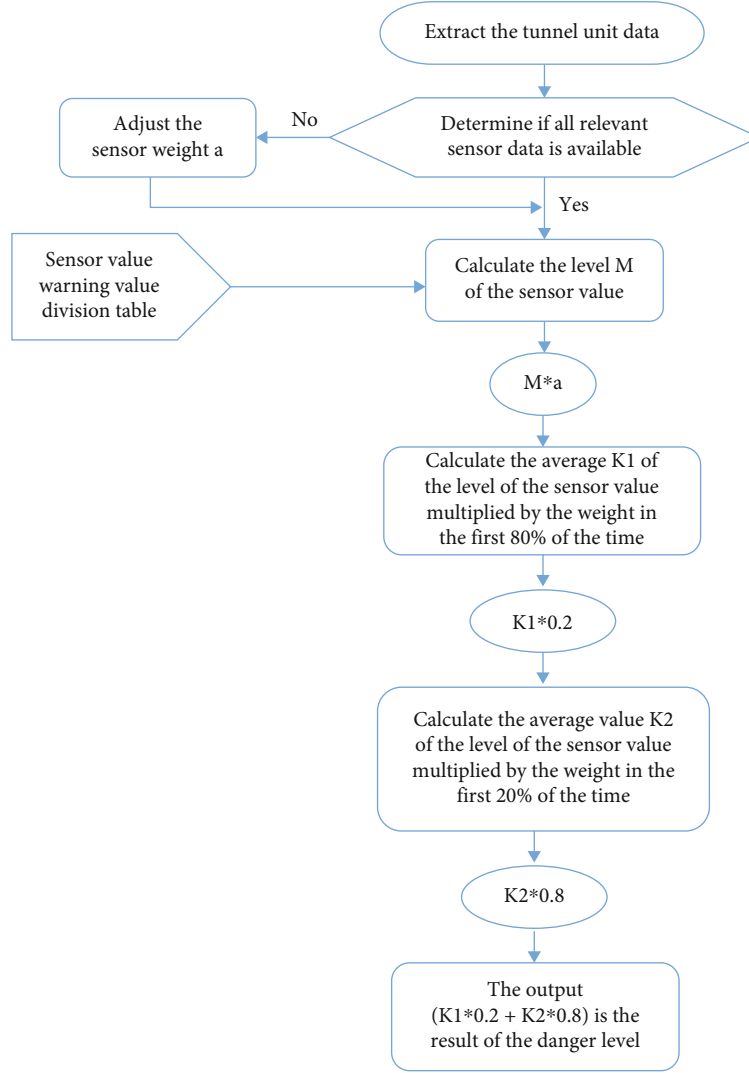 Extract the tunnel unit data
Determine if all relevant
sensor data is available
No
Adjust the
sensor weight a
Yes
Sensor value
warning value
division table
Calculate the level M
of the sensor value
M*a
Calculate the average K1 of
the level of the sensor value
multiplied by the weight in
the first 80% of the time
K1*0.2
Calculate the average value K2
of the level of the sensor value
multiplied by the weight in the
first 20% of the time
K2*0.8
The output
(K1*0.2 + K2*0.8) is the
result of the danger level